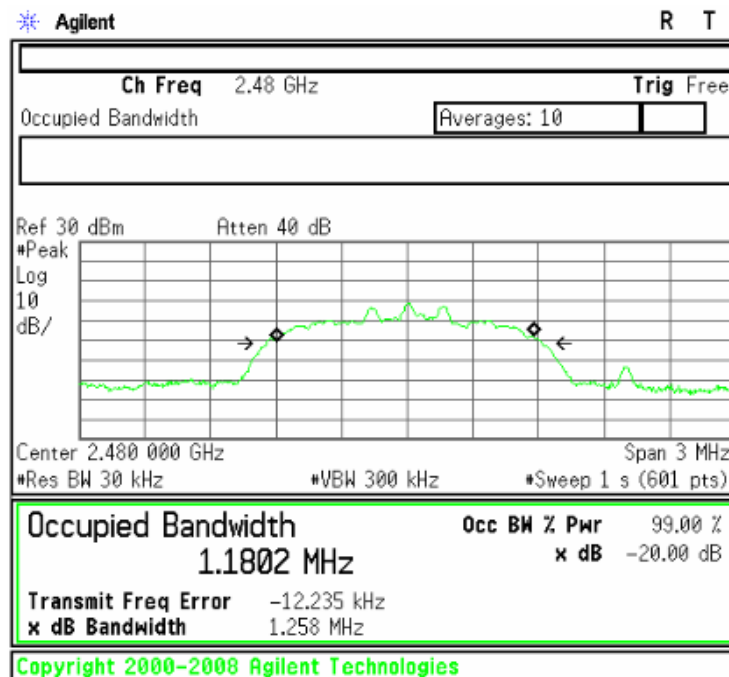 Agilent R T
Ch Freq 2.48 GHz Trig Free
Occupied Bandwidth Averages: 10
Ref 30 dBm Atten 40 dB
#Peak
Log
10
dB/
Center 2.480 000 GHz Span 3 MHz
#Res BW 30 kHz #VBW 300 kHz #Sweep 1 s (601 pts)
Occupied Bandwidth Occ BW % Pwr 99.00 %
1.1802 MHz x dB -20.00 dB
Transmit Freq Error -12.235 kHz
x dB Bandwidth 1.258 MHz
Copyright 2000-2008 Agilent Technologies